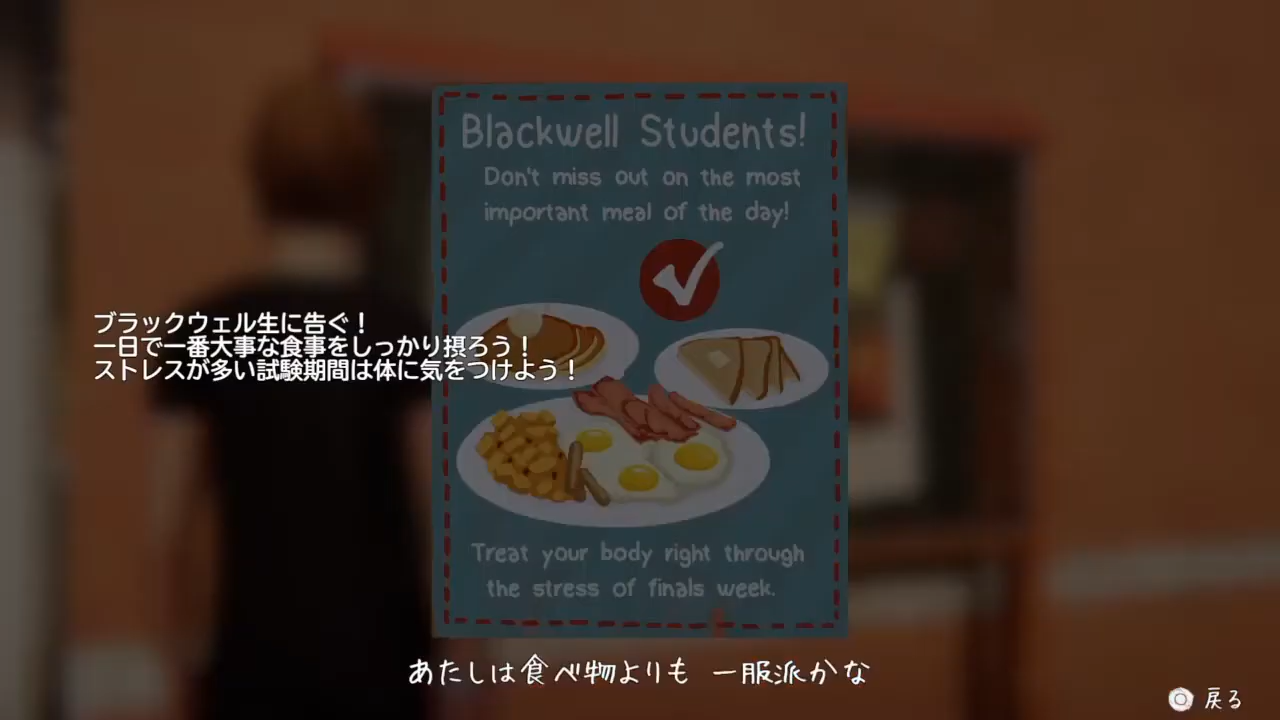 Blackwell Students!
Don't miss out on the most
important meal of the day!
ブラックウェル生に告ぐ！
一日で一番大事な食事をしっかり摂ろう！
ストレスが多い試験期間は体に気をつけよう！
Treat your body right through
the stress of finals week.
あたしは食べ物よりも 一服派かな
戻る